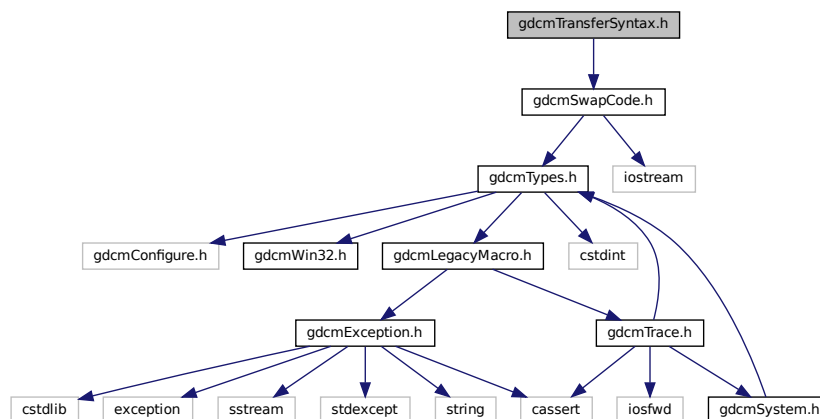 gdcmTransferSyntax.h
gdcmSwapCode.h
gdcmTypes.h
iostream
gdcmConfigure.h
gdcmWin32.h
gdcmLegacyMacro.h
cstdint
gdcmException.h
gdcmTrace.h
cstdlib
exception
sstream
stdexcept
string
cassert
iosfwd
gdcmSystem.h